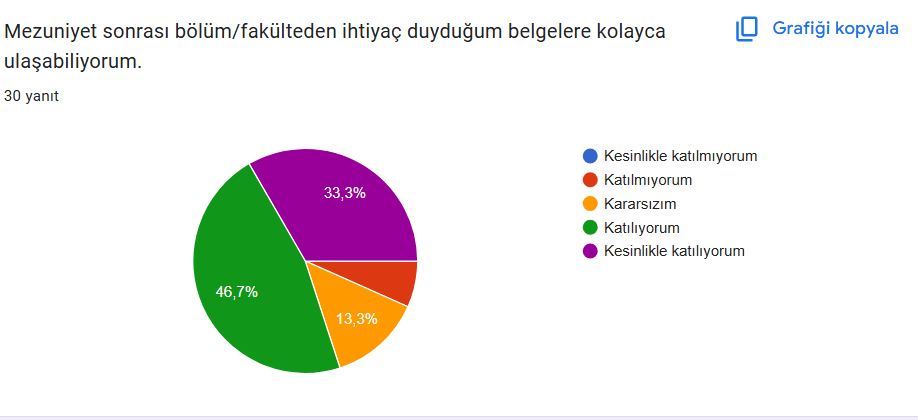 Mezuniyet sonrası bölüm/fakülteden ihtiyaç duyduğum belgelere kolayca
ulaşabiliyorum.
Grafiği kopyala
30 yanıt
33,3%
46,7%
13,3%
Kesinlikle katılmıyorum
Katılmıyorum
Kararsızım
Katılıyorum
Kesinlikle katılıyorum